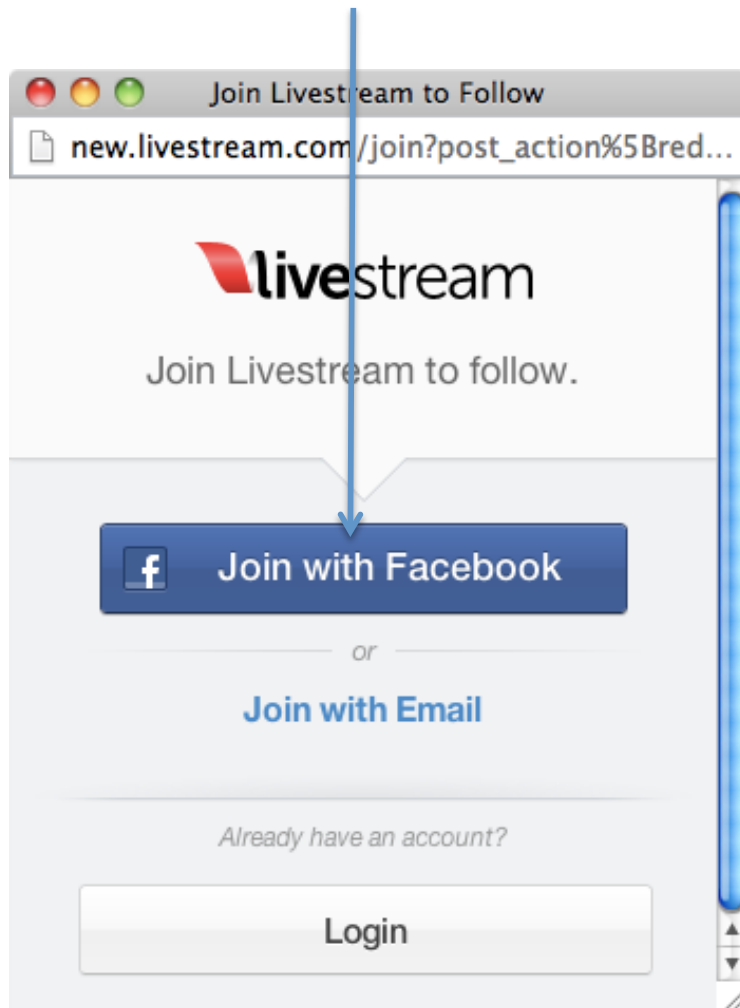 Join Livestream to Follow
new.livestream.com/join?post_action%5Bred...
livestream
Join Livestream to follow.
f Join with Facebook
or
Join with Email
Already have an account?
Login